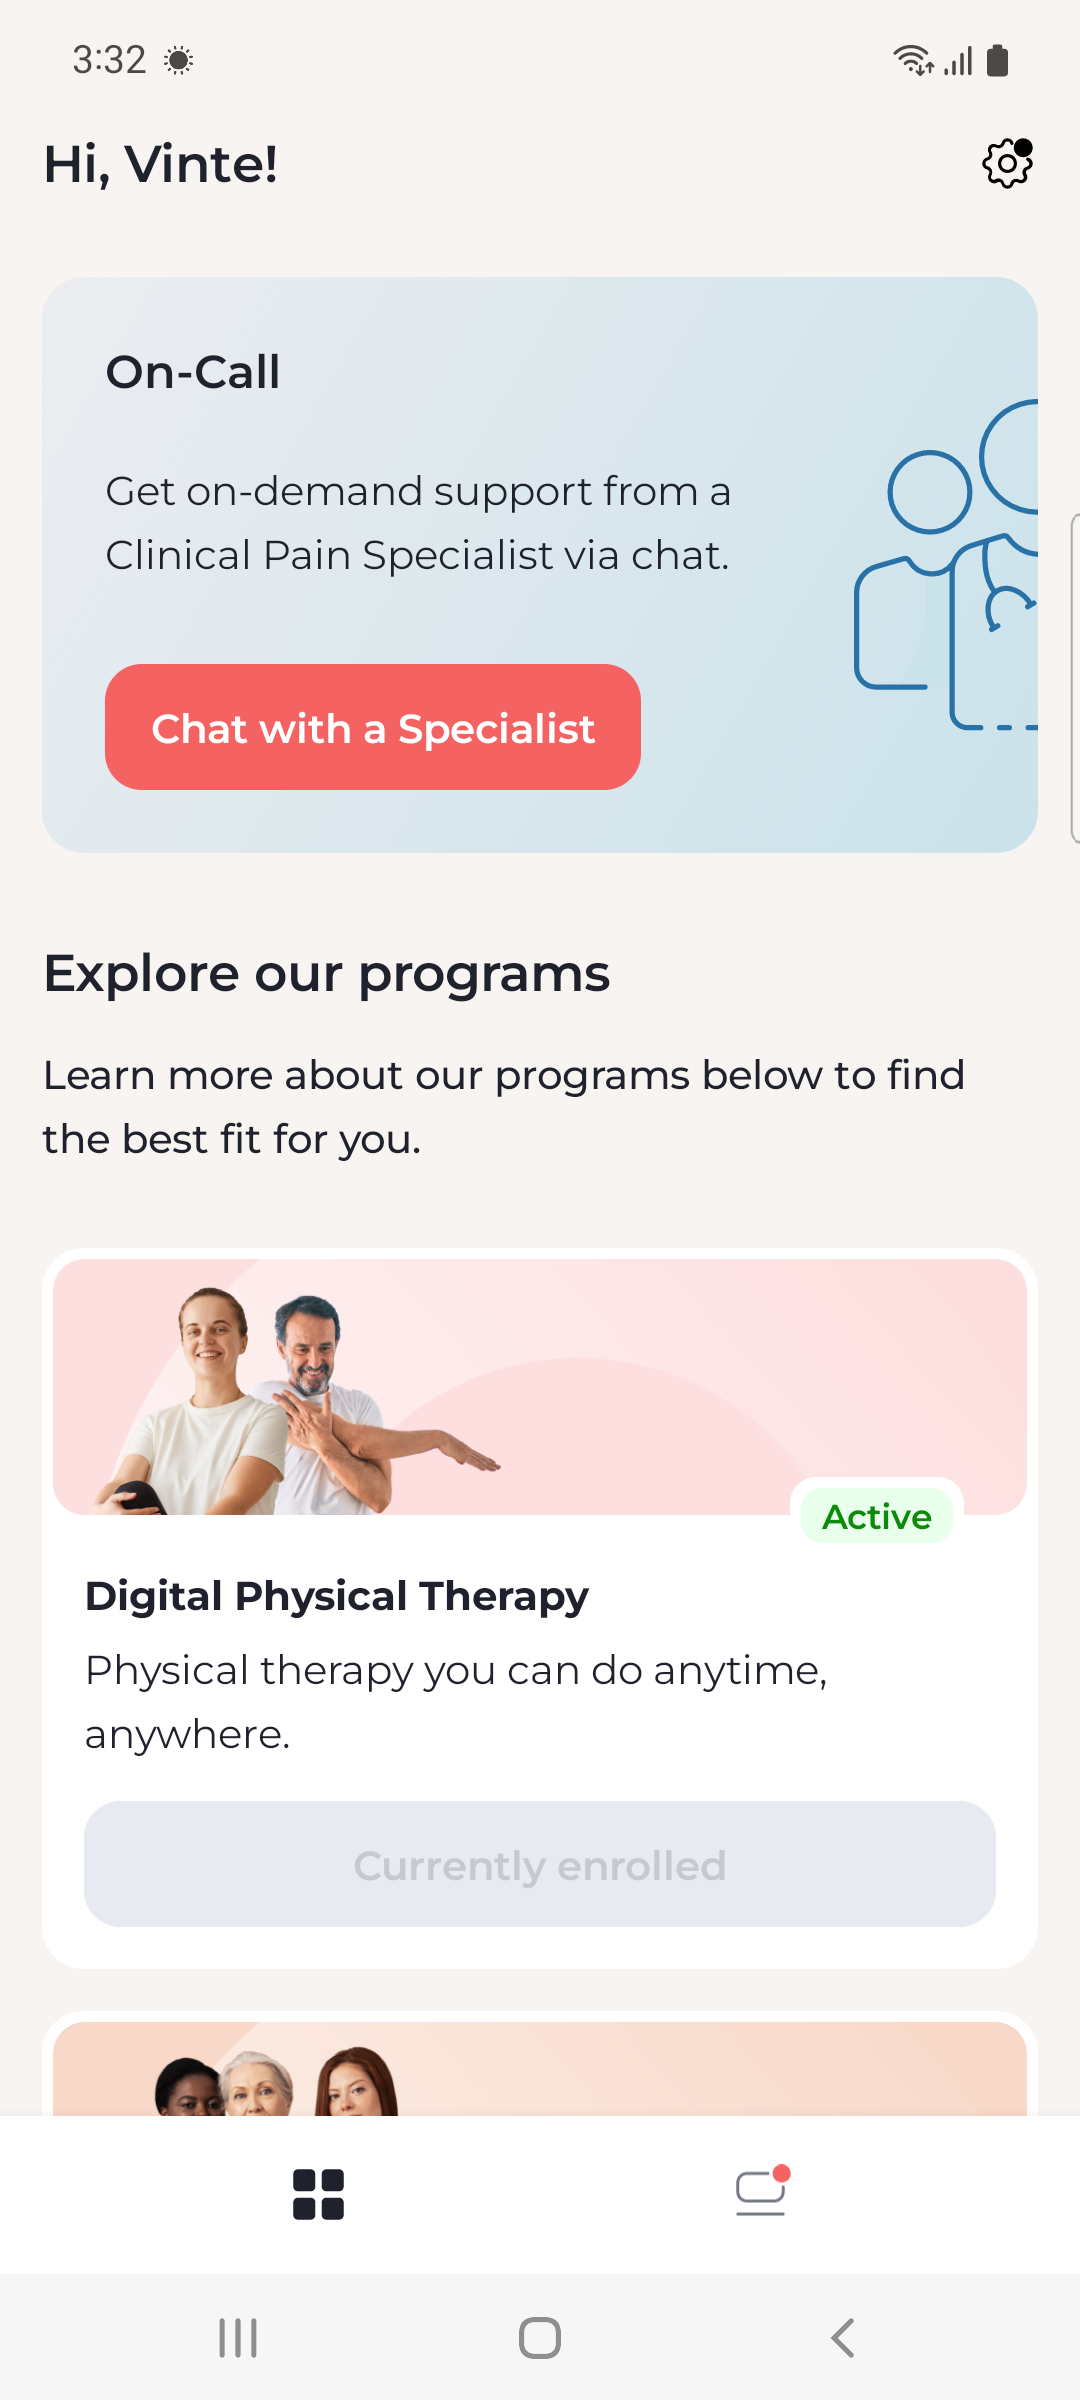 3:32
Hi, Vinte!
On-Call
Get on-demand support from a
Clinical Pain Specialist via chat.
Chat with a Specialist
Explore our programs
Learn more about our programs below to find
the best fit for you.
Active
Digital Physical Therapy
Physical therapy you can do anytime,
anywhere.
Currently enrolled